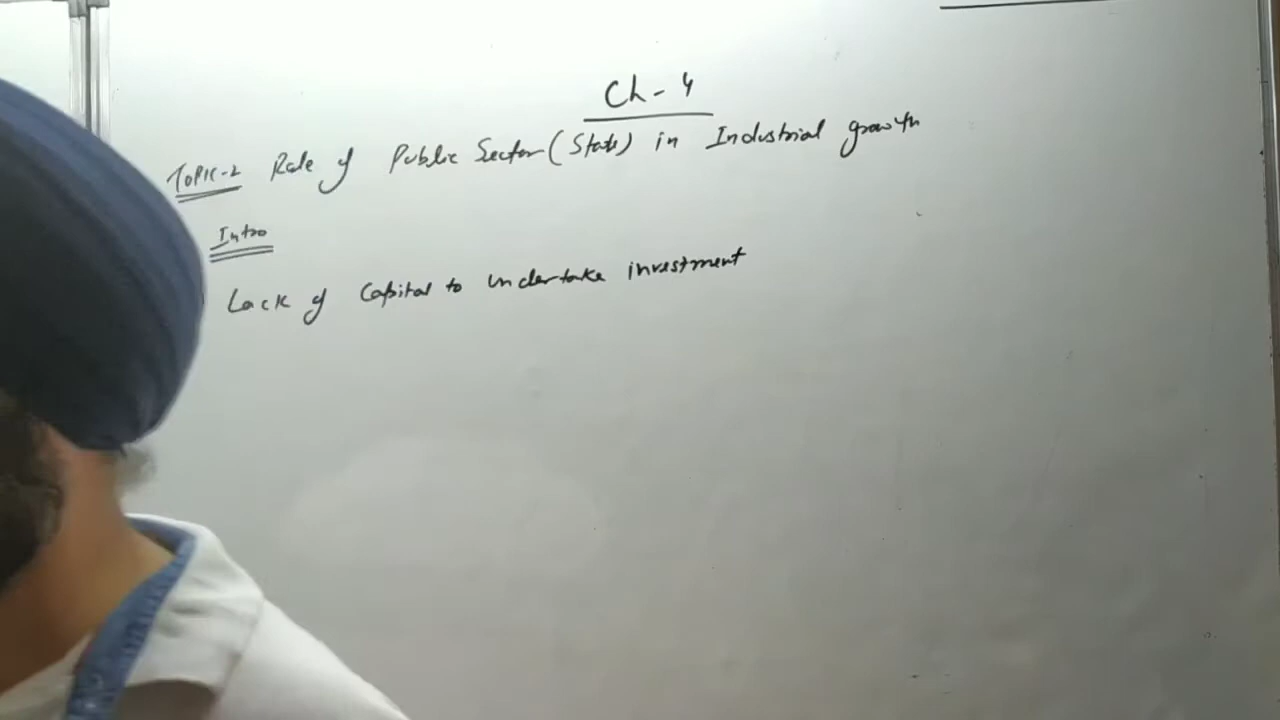 Ch-4
TOPIC-2 Role of Public Sector (State) in Industrial growth
Intro
Lack of Capital to undertake investment